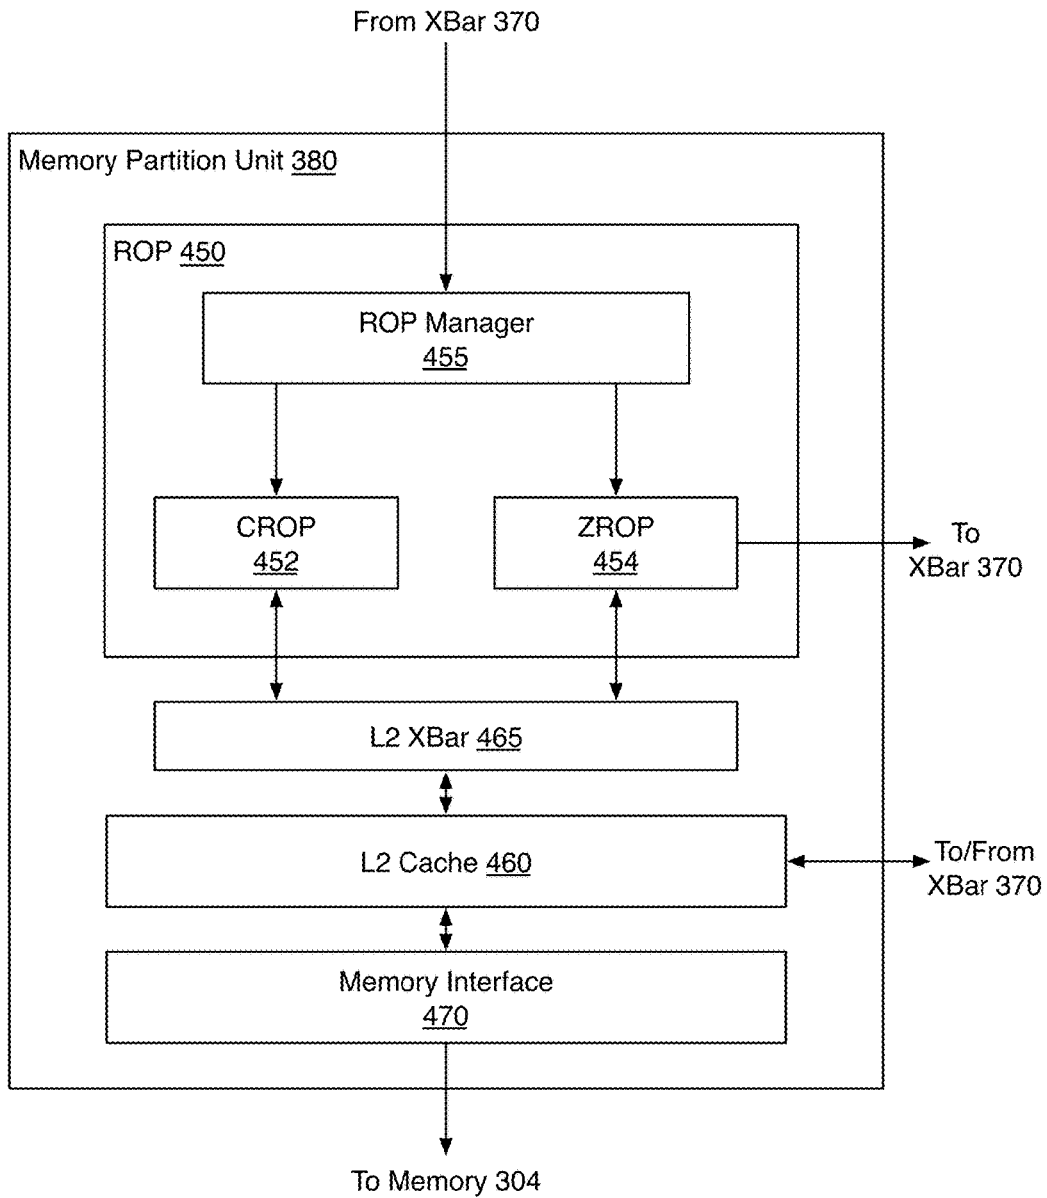 From XBar 370
Memory Partition Unit 380
ROP 450
ROP Manager
455
CROP
452
ZROP
454
To
XBar 370
L2 XBar 465
L2 Cache 460
To/From
XBar 370
Memory Interface
470
To Memory 304